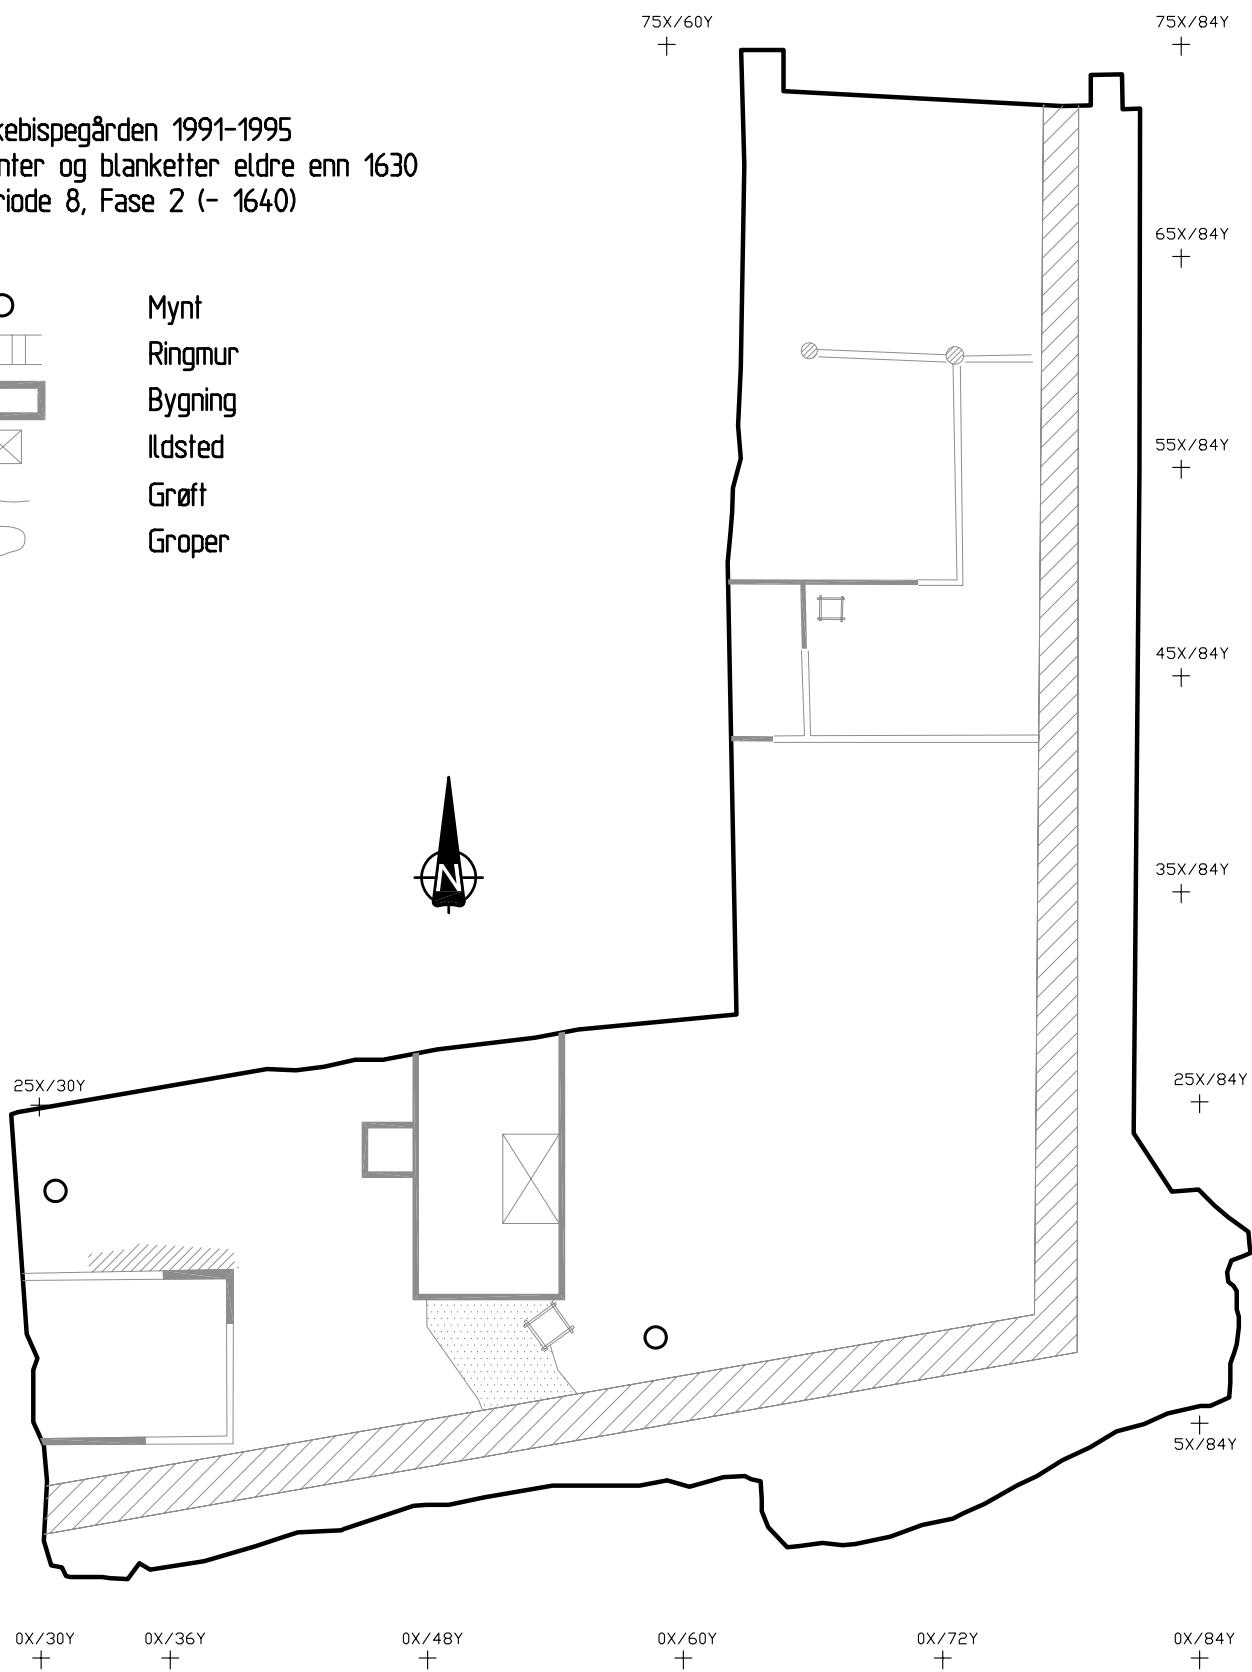 75X/60Y
75X/84Y
kebispegården 1991-1995
nter og blanketter eldre enn 1630
riode 8, Fase 2 (- 1640)
65X/84Y
Mynt
Ringmur
Bygning
Ildsted
Grøft
Groper
55X/84Y
45X/84Y
35X/84Y
N
25X/30Y
25X/84Y
5X/84Y
0X/30Y
0X/36Y
0X/48Y
0X/60Y
0X/72Y
0X/84Y